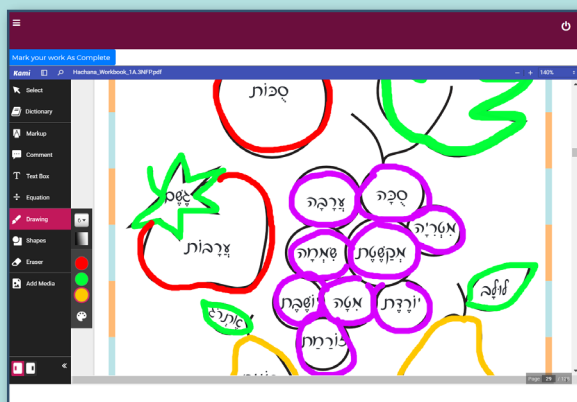 Mark your work As Complete
Kami
Hachana_Workbook_1A.3NFP.pdf
140%
Select
Dictionary
Markup
Comment
Text Box
Equation
Drawing
Shapes
Eraser
Add Media
סֻכּוֹת
גֶּשֶׁם
עֲרָבוֹת
סֻכָּה
עֲרָבָה
מִטְרִיָּה
מְקַשֶּׁטֶת
שְׂמֵחָה
יוֹרֶדֶת
מִטָּה
יוֹשֶׁבֶת
לוּלָב
אֶתְרֹג
זוֹרַחַת
Page 29